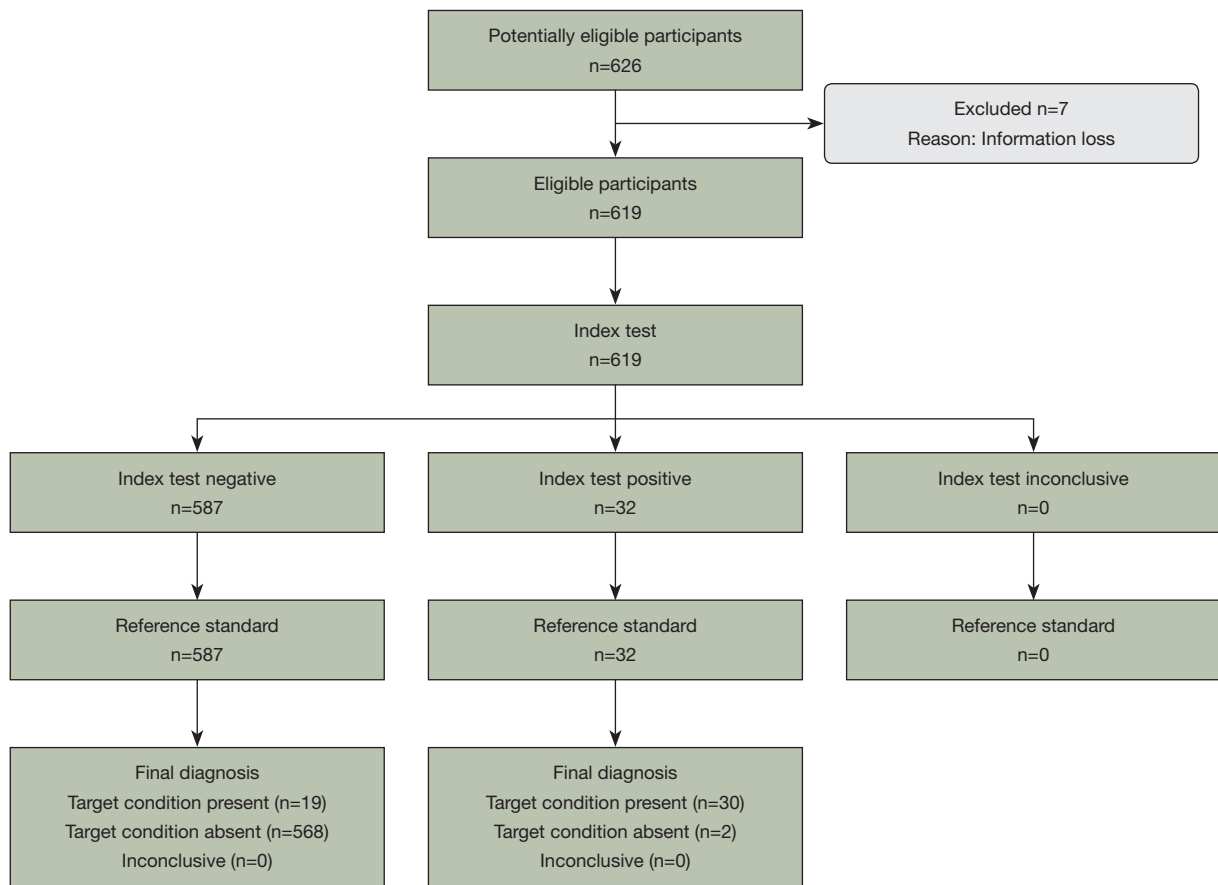 Potentially eligible participants
n=626
Excluded n=7
Reason: Information loss
Eligible participants
n=619
Index test
n=619
Index test negative
n=587
Index test positive
n=32
Index test inconclusive
n=0
Reference standard
n=587
Reference standard
n=32
Reference standard
n=0
Final diagnosis
Target condition present (n=19)
Target condition absent (n=568)
Inconclusive (n=0)
Final diagnosis
Target condition present (n=30)
Target condition absent (n=2)
Inconclusive (n=0)